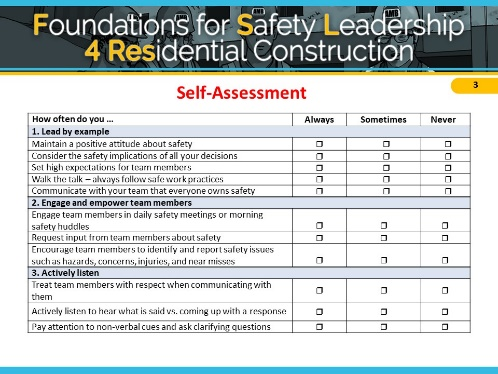 Foundations for Safety Leadership
4 Residential Construction
3
Self-Assessment
How often do you ... Always Sometimes Never
1. Lead by example
Maintain a positive attitude about safety ❒ ❒ ❒
Consider the safety implications of all your decisions ❒ ❒ ❒
Set high expectations for team members ❒ ❒ ❒
Walk the talk – always follow safe work practices ❒ ❒ ❒
Communicate with your team that everyone owns safety ❒ ❒ ❒
2. Engage and empower team members
Engage team members in daily safety meetings or morning
safety huddles ❒ ❒ ❒
Request input from team members about safety ❒ ❒ ❒
Encourage team members to identify and report safety issues
such as hazards, concerns, injuries, and near misses ❒ ❒ ❒
3. Actively listen
Treat team members with respect when communicating with
them ❒ ❒ ❒
Actively listen to hear what is said vs. coming up with a response ❒ ❒ ❒
Pay attention to non-verbal cues and ask clarifying questions ❒ ❒ ❒